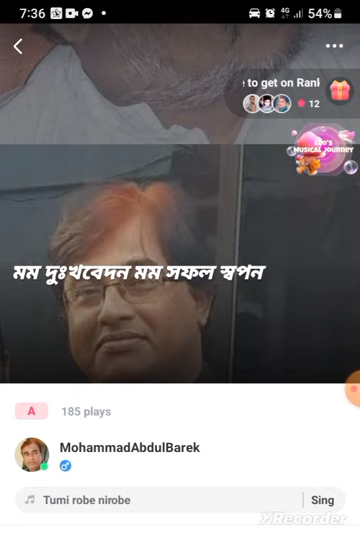 7:36
4G
54%
to get on Rank
12
Leo's
Musical Journey
মম দুঃখবেদন মম সফল স্বপন
A
185 plays
MohammadAbdulBarek
Tumi robe nirobe
Sing
XRecorder